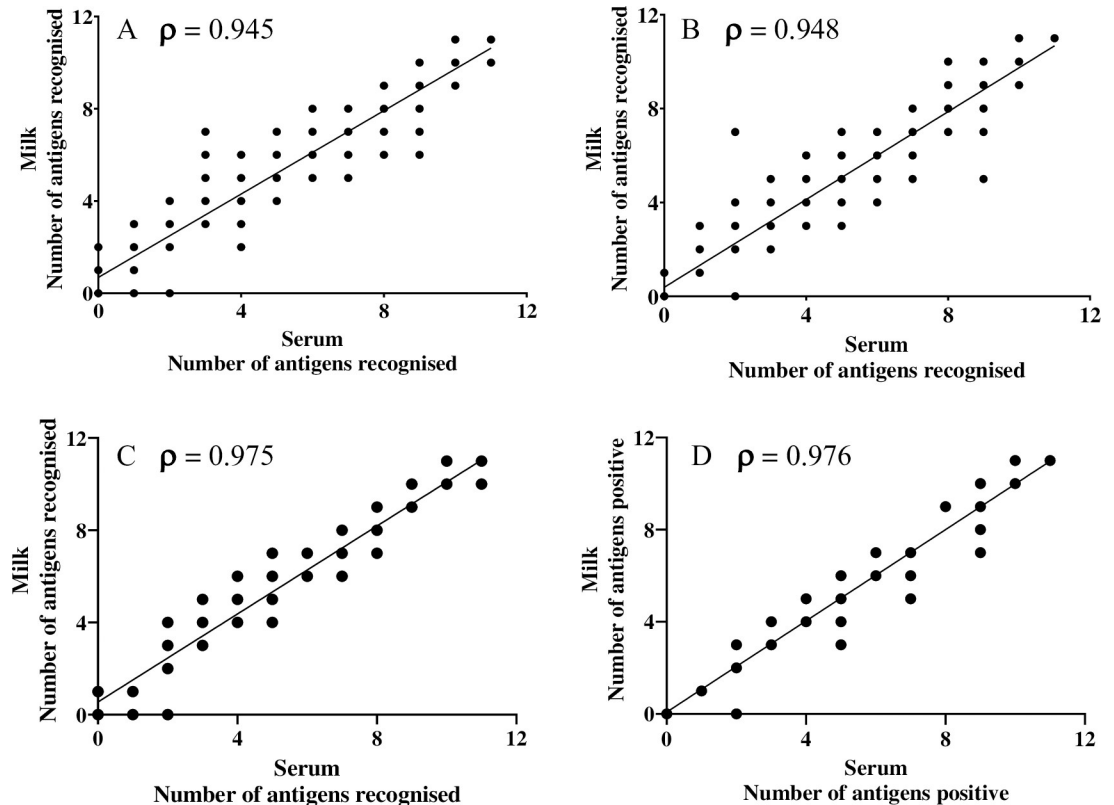 A ρ = 0.945
Milk
Number of antigens recognised
12
8
4
0
0 4 8 12
Serum
Number of antigens recognised
B ρ = 0.948
Milk
Number of antigens recognised
12
8
4
0
0 4 8 12
Serum
Number of antigens recognised
C ρ = 0.975
Milk
Number of antigens recognised
12
8
4
0
0 4 8 12
Serum
Number of antigens recognised
D ρ = 0.976
Milk
Number of antigens positive
12
8
4
0
0 4 8 12
Serum
Number of antigens positive